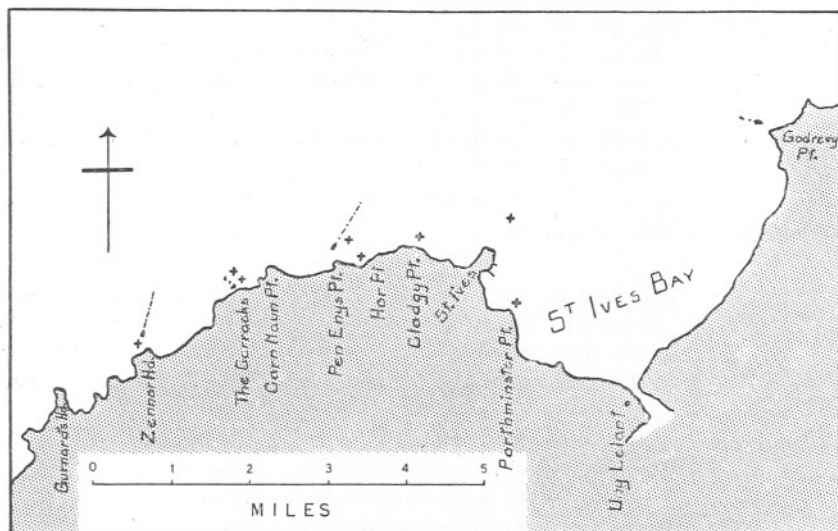 Godrevy
Pt.
ST IVES BAY
St. Ives
Clodgy Pt.
Hor Pt
Pen Enys Pt.
Carn Naun Pt.
The Carracks
Zennor Hd.
Gurnard's Hd.
Porthminster Pt.
Uny Lelant
0 1 2 3 4 5
MILES